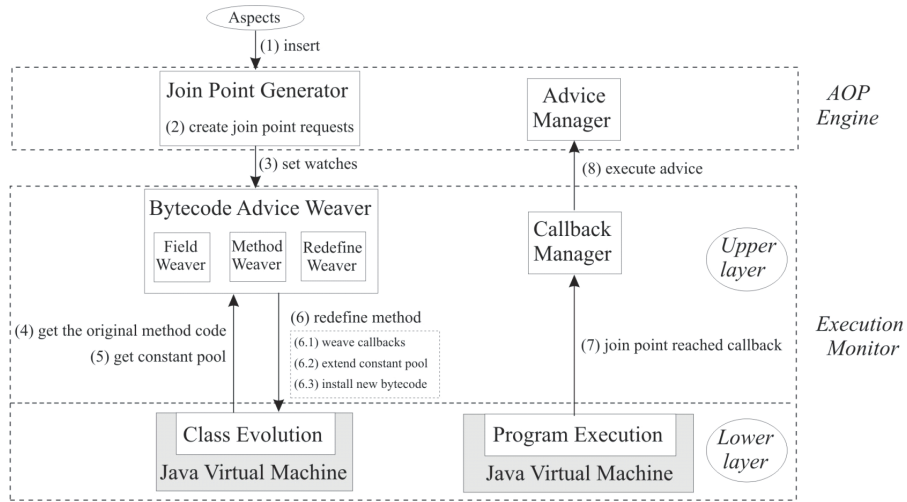 Aspects
(1) insert
Join Point Generator
(2) create join point requests
Advice
Manager
AOP
Engine
(3) set watches
(8) execute advice
Bytecode Advice Weaver
Field
Weaver
Method
Weaver
Redefine
Weaver
Callback
Manager
Upper
layer
(4) get the original method code
(5) get constant pool
(6) redefine method
(6.1) weave callbacks
(6.2) extend constant pool
(6.3) install new bytecode
(7) join point reached callback
Execution
Monitor
Class Evolution
Java Virtual Machine
Program Execution
Java Virtual Machine
Lower
layer